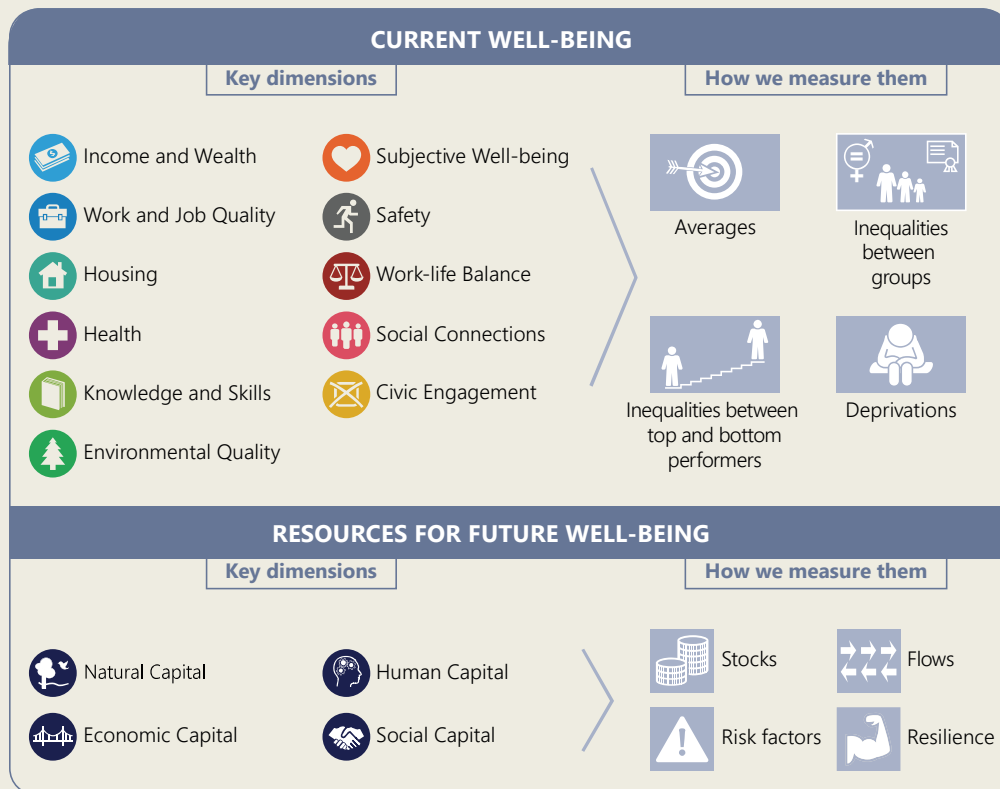 CURRENT WELL-BEING
Key dimensions
How we measure them
Income and Wealth
Work and Job Quality
Housing
Health
Knowledge and Skills
Environmental Quality
Subjective Well-being
Safety
Work-life Balance
Social Connections
Civic Engagement
Averages
Inequalities
between
groups
Inequalities between
top and bottom
performers
Deprivations
RESOURCES FOR FUTURE WELL-BEING
Key dimensions
How we measure them
Natural Capital
Economic Capital
Human Capital
Social Capital
Stocks
Flows
Risk factors
Resilience